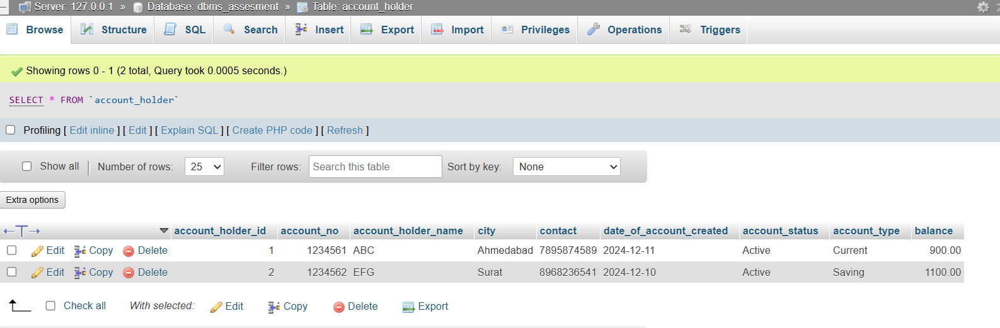 Server: 127.0.0.1 » Database: dbms_assesment » Table: account_holder
Browse Structure SQL Search Insert Export Import Privileges Operations Triggers
Showing rows 0 - 1 (2 total, Query took 0.0005 seconds.)
SELECT * FROM `account_holder`
Profiling [ Edit inline ] [ Edit ] [ Explain SQL ] [ Create PHP code ] [ Refresh ]
Show all Number of rows: 25 Filter rows: Search this table Sort by key: None
Extra options
account_holder_id account_no account_holder_name city contact date_of_account_created account_status account_type balance
Edit Copy Delete 1 1234561 ABC Ahmedabad 7895874589 2024-12-11 Active Current 900.00
Edit Copy Delete 2 1234562 EFG Surat 8968236541 2024-12-10 Active Saving 1100.00
Check all With selected: Edit Copy Delete Export